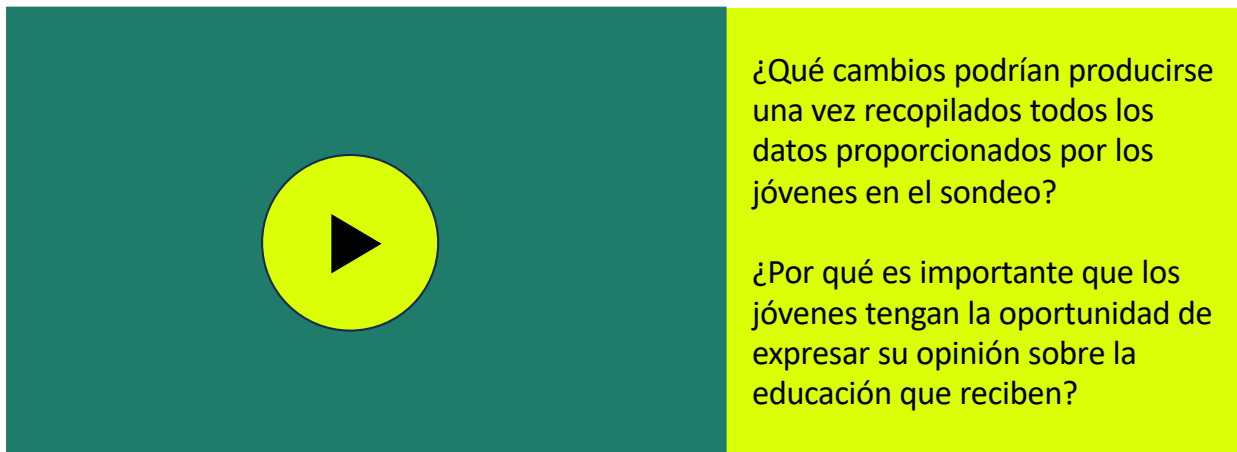 ¿Qué cambios podrían producirse
una vez recopilados todos los
datos proporcionados por los
jóvenes en el sondeo?
¿Por qué es importante que los
jóvenes tengan la oportunidad de
expresar su opinión sobre la
educación que reciben?